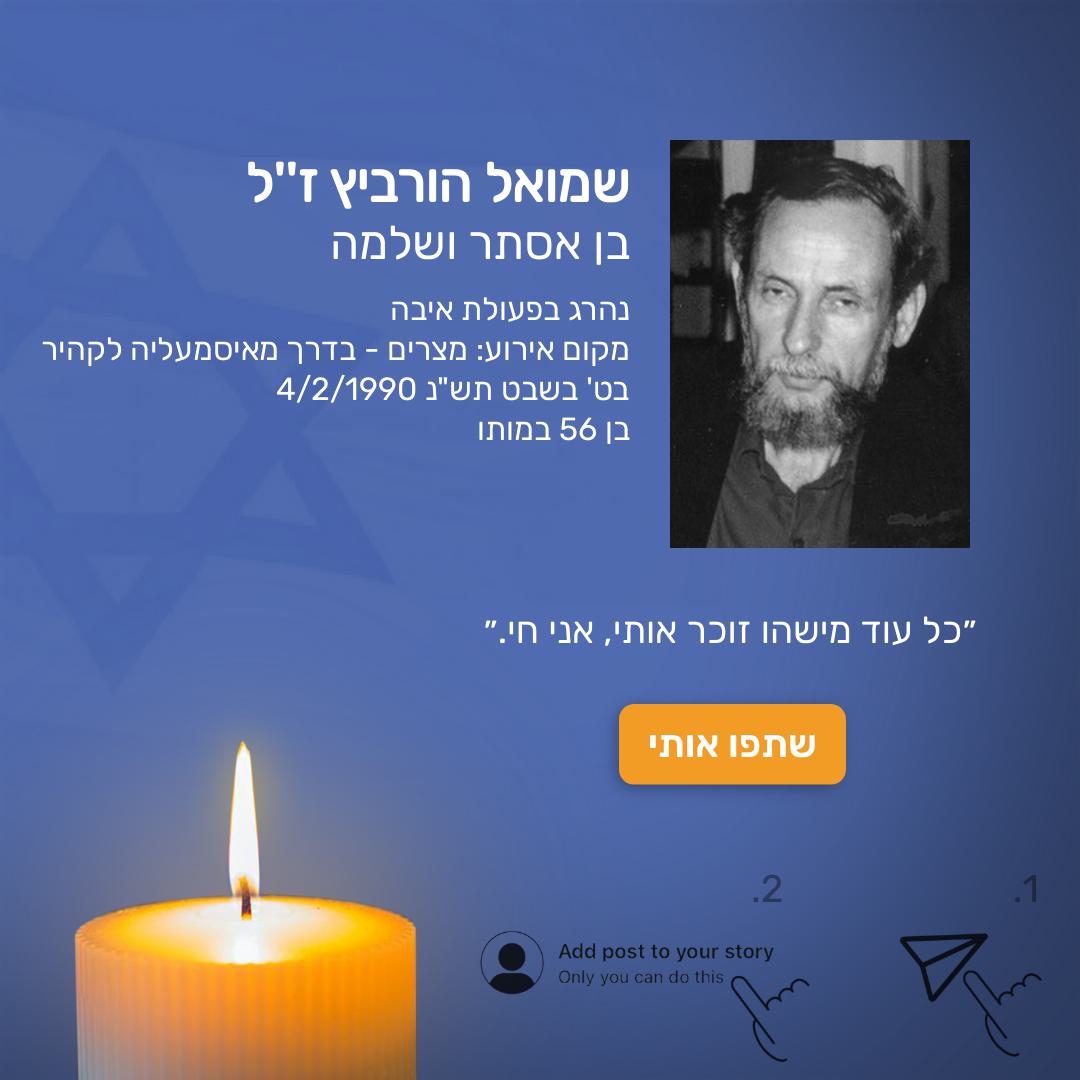 שמואל הורביץ ז"ל
בן אסתר ושלמה
נהרג בפעולת איבה
מקום אירוע: מצרים - בדרך מאיסמעליה לקהיר
בט' בשבט תש"נ 4/2/1990
בן 56 במותו
״כל עוד מישהו זוכר אותי, אני חי.״
שתפו אותי
1.
2.
Add post to your story
Only you can do this